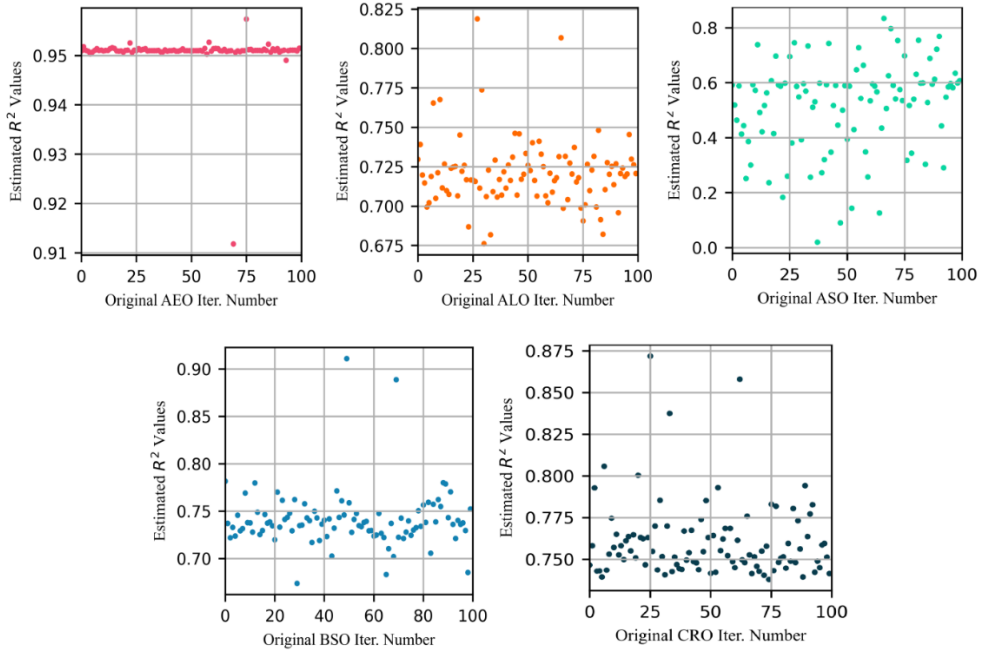 0.95
0.94
0.93
0.92
0.91
0 25 50 75 100
Estimated R² Values
Original AEO Iter. Number
0.825
0.800
0.775
0.750
0.725
0.700
0.675
0 25 50 75 100
Estimated R² Values
Original ALO Iter. Number
0.8
0.6
0.4
0.2
0.0
0 25 50 75 100
Estimated R² Values
Original ASO Iter. Number
0.90
0.85
0.80
0.75
0.70
0 20 40 60 80 100
Estimated R² Values
Original BSO Iter. Number
0.875
0.850
0.825
0.800
0.775
0.750
0 25 50 75 100
Estimated R² Values
Original CRO Iter. Number